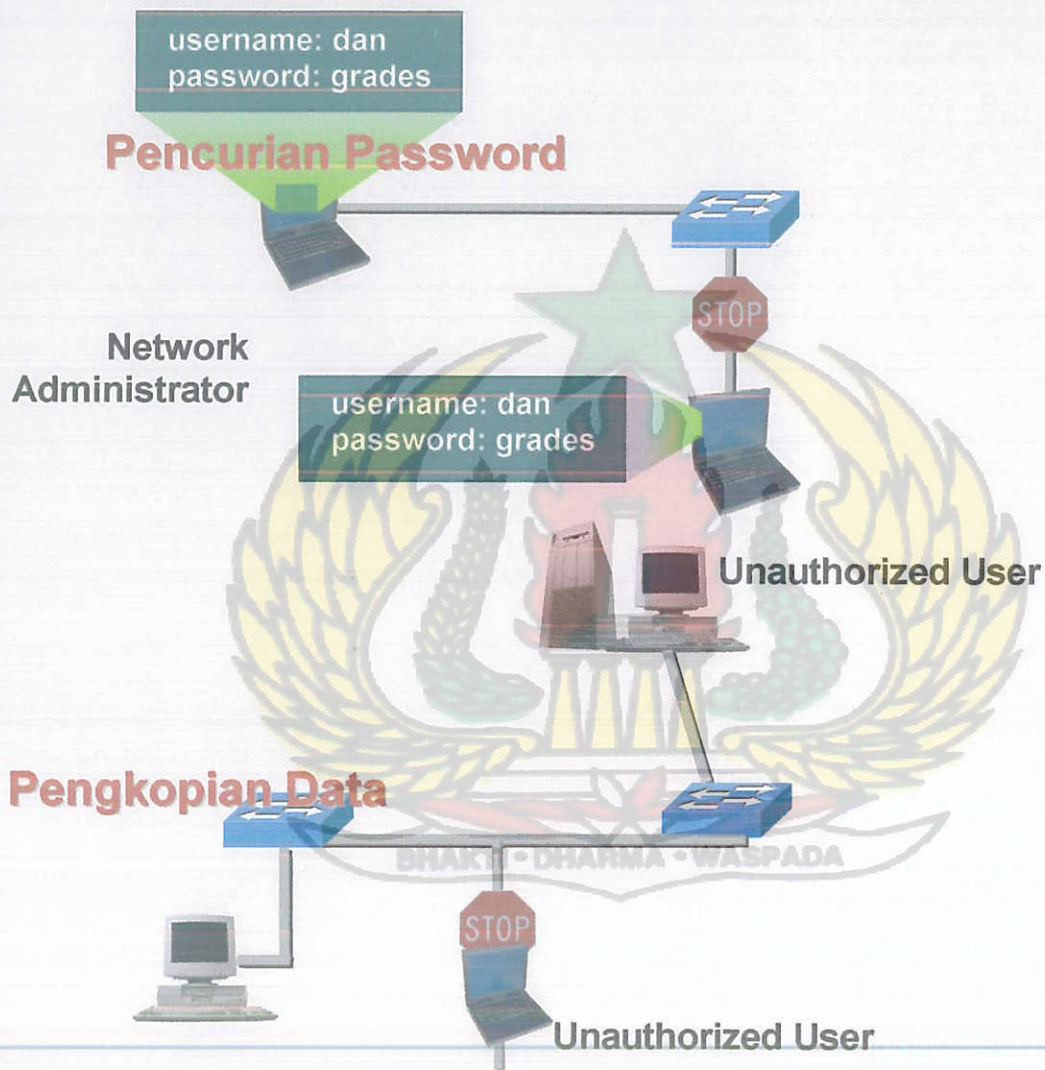 username: dan
password: grades
Pencurian Password
STOP
Network
Administrator
username: dan
password: grades
Unauthorized User
Pengkopian Data
BHAKTI • DHARMA • WASPADA
STOP
Unauthorized User